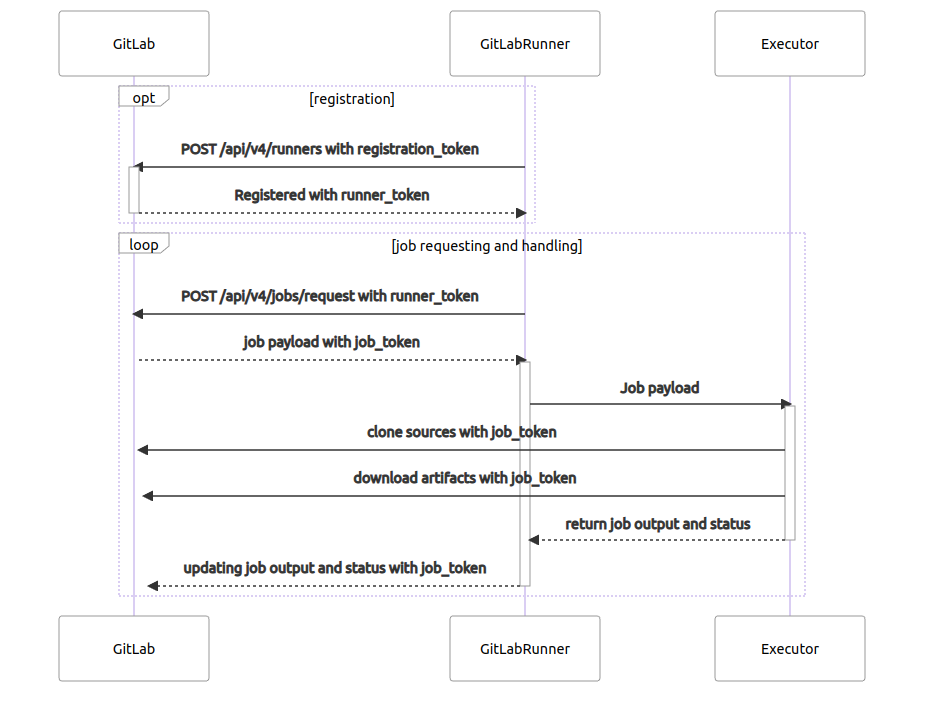 GitLab
GitLabRunner
Executor
opt
[registration]
POST /api/v4/runners with registration_token
Registered with runner_token
loop
[job requesting and handling]
POST /api/v4/jobs/request with runner_token
job payload with job_token
Job payload
clone sources with job_token
download artifacts with job_token
return job output and status
updating job output and status with job_token
GitLab
GitLabRunner
Executor